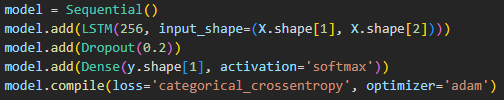 model = Sequential()
model.add(LSTM(256, input_shape=(X.shape[1], X.shape[2])))
model.add(Dropout(0.2))
model.add(Dense(y.shape[1], activation='softmax'))
model.compile(loss='categorical_crossentropy', optimizer='adam')